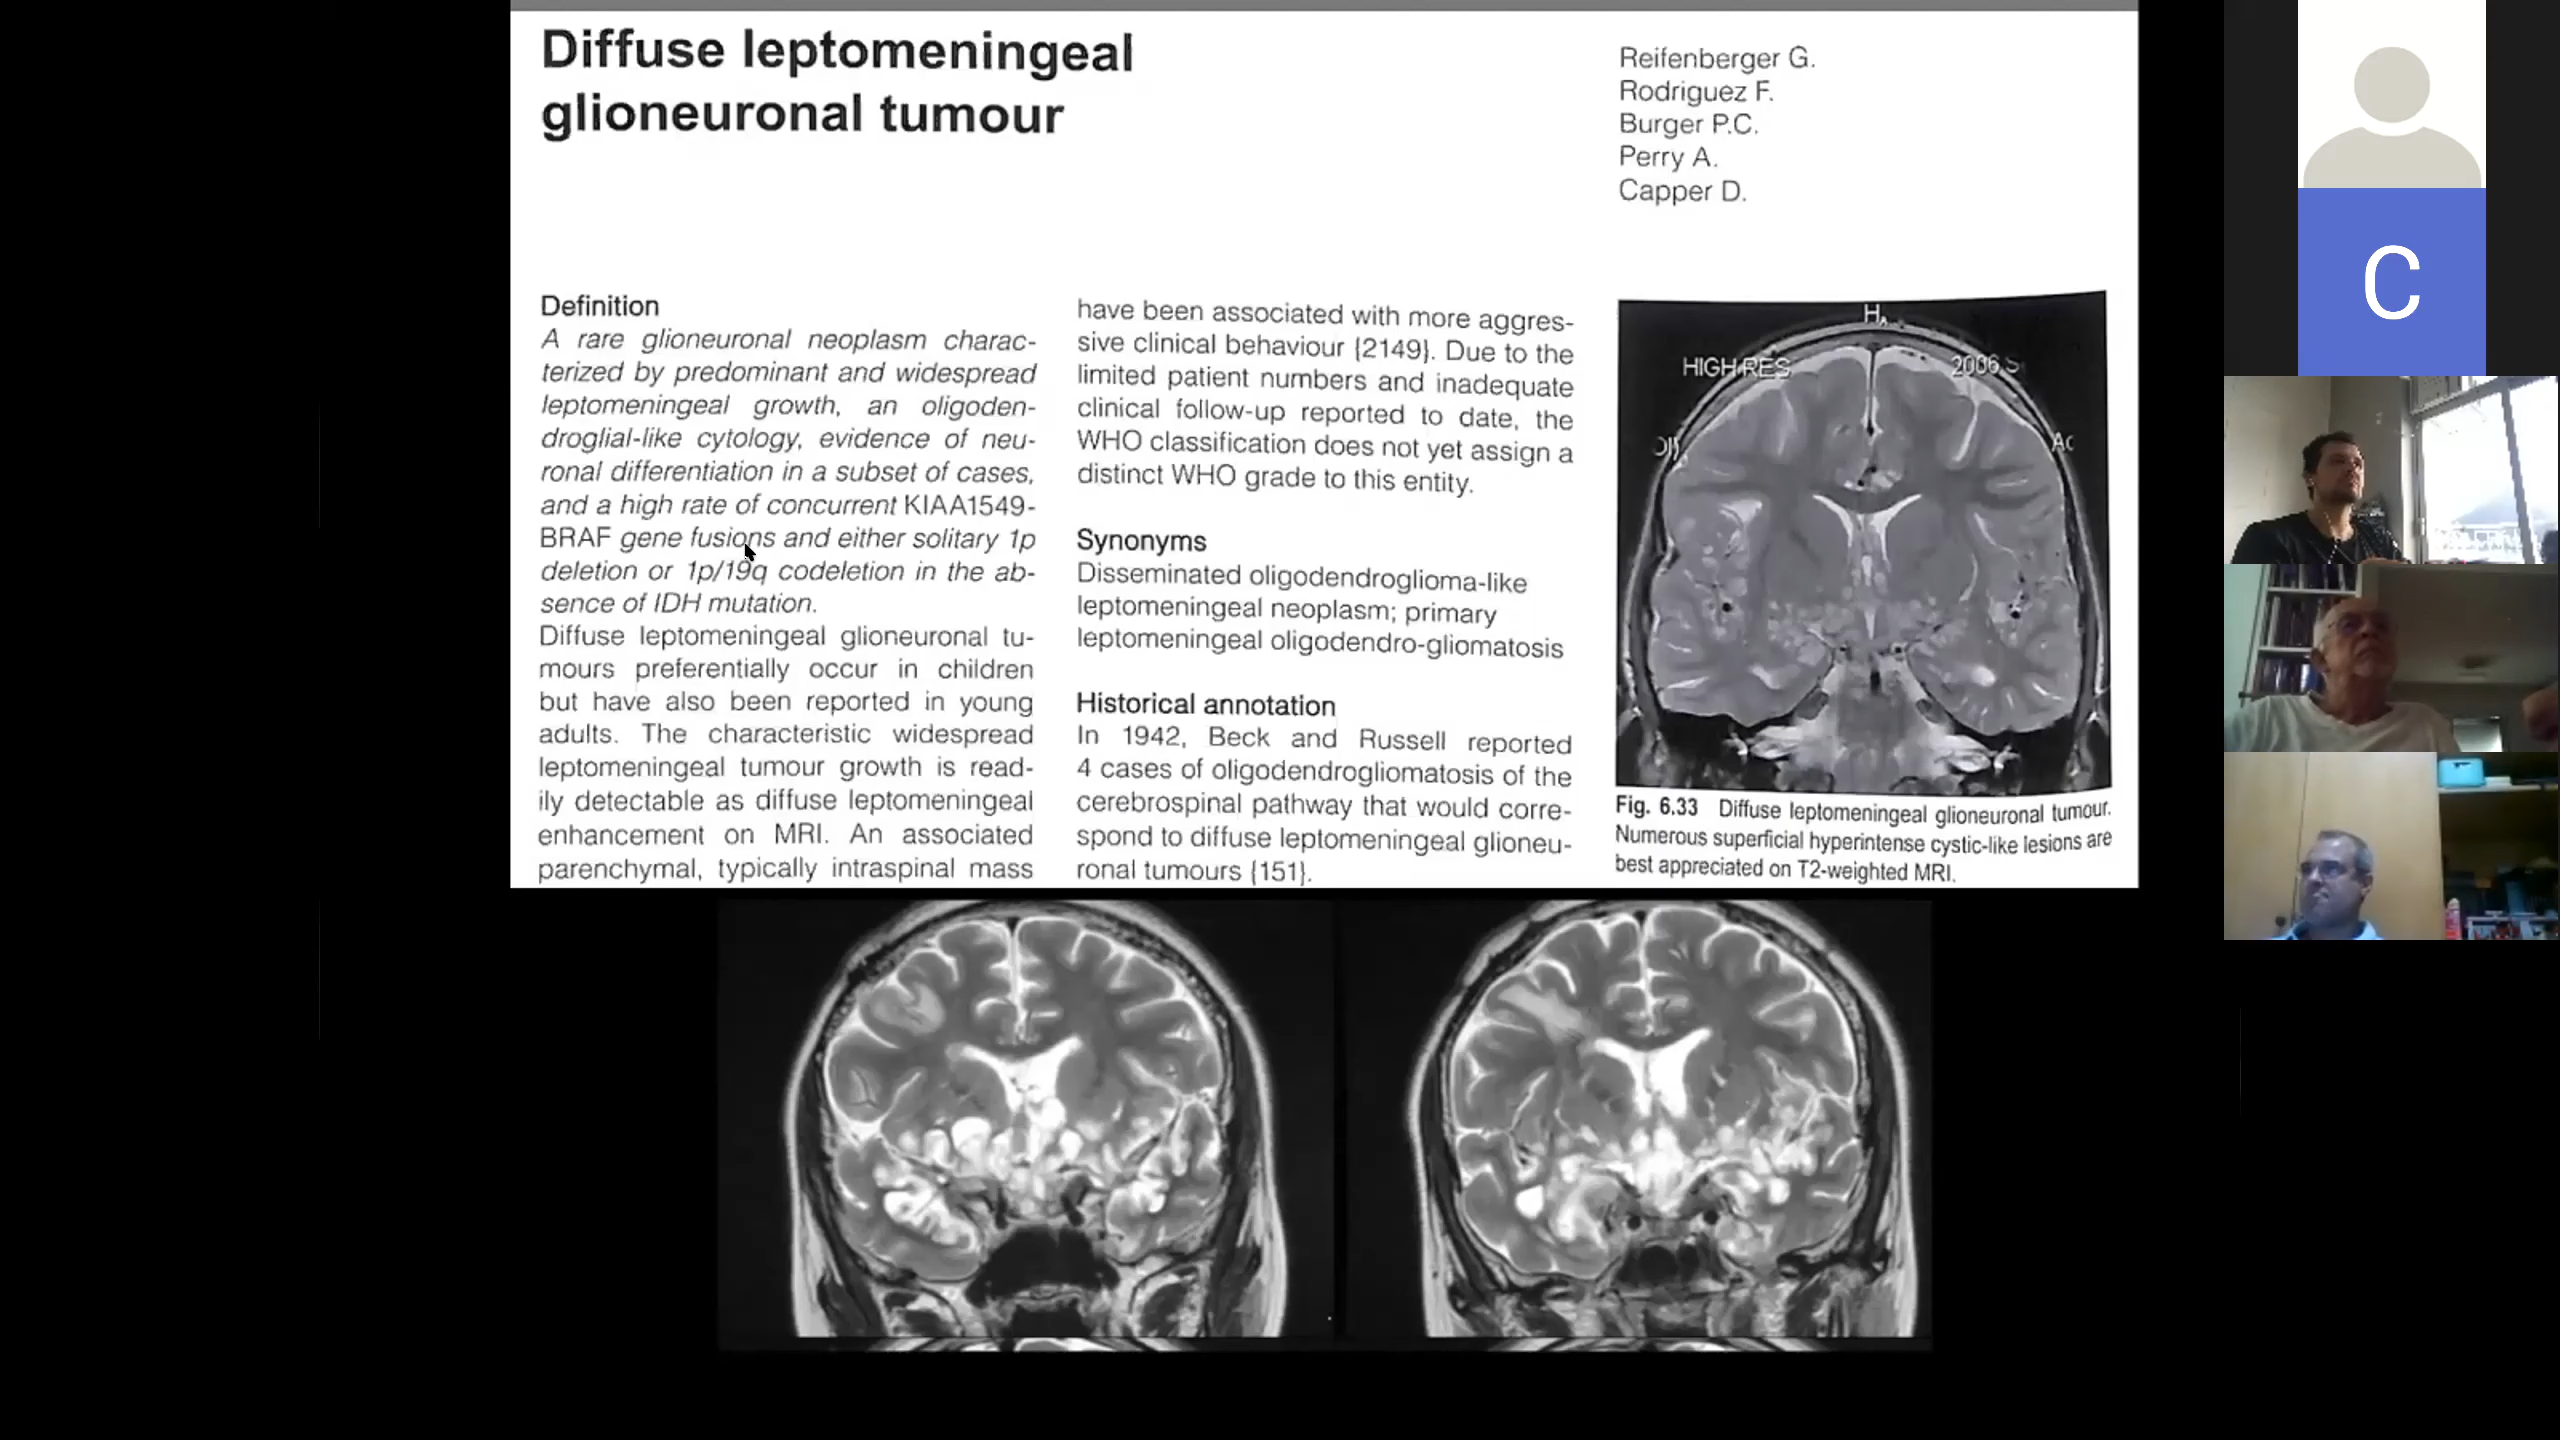 Diffuse leptomeningeal
glioneuronal tumour
Reifenberger G.
Rodriguez F.
Burger P.C.
Perry A.
Capper D.
Definition
A rare glioneuronal neoplasm charac-
terized by predominant and widespread
leptomeningeal growth, an oligoden-
droglial-like cytology, evidence of neu-
ronal differentiation in a subset of cases,
and a high rate of concurrent KIAA1549-
BRAF gene fusions and either solitary 1p
deletion or 1p/19q codeletion in the ab-
sence of IDH mutation.
Diffuse leptomeningeal glioneuronal tu-
mours preferentially occur in children
but have also been reported in young
adults. The characteristic widespread
leptomeningeal tumour growth is read-
ily detectable as diffuse leptomeningeal
enhancement on MRI. An associated
parenchymal, typically intraspinal mass
have been associated with more aggres-
sive clinical behaviour {2149}. Due to the
limited patient numbers and inadequate
clinical follow-up reported to date, the
WHO classification does not yet assign a
distinct WHO grade to this entity.
Synonyms
Disseminated oligodendroglioma-like
leptomeningeal neoplasm; primary
leptomeningeal oligodendro-gliomatosis
Historical annotation
In 1942, Beck and Russell reported
4 cases of oligodendrogliomatosis of the
cerebrospinal pathway that would corre-
spond to diffuse leptomeningeal glioneu-
ronal tumours {151}.
HIGH RES
2006 S
Fig. 6.33 Diffuse leptomeningeal glioneuronal tumour.
Numerous superficial hyperintense cystic-like lesions are
best appreciated on T2-weighted MRI.
C